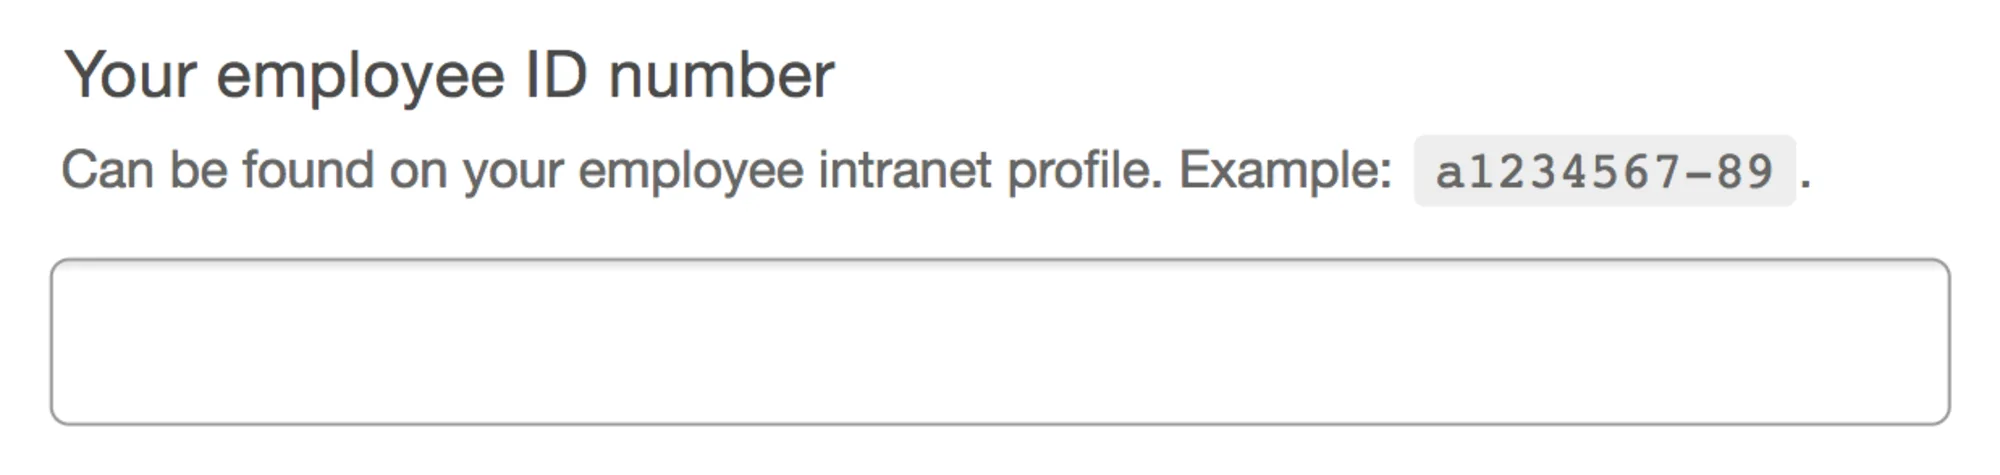 Your employee ID number
Can be found on your employee intranet profile. Example: a1234567-89.